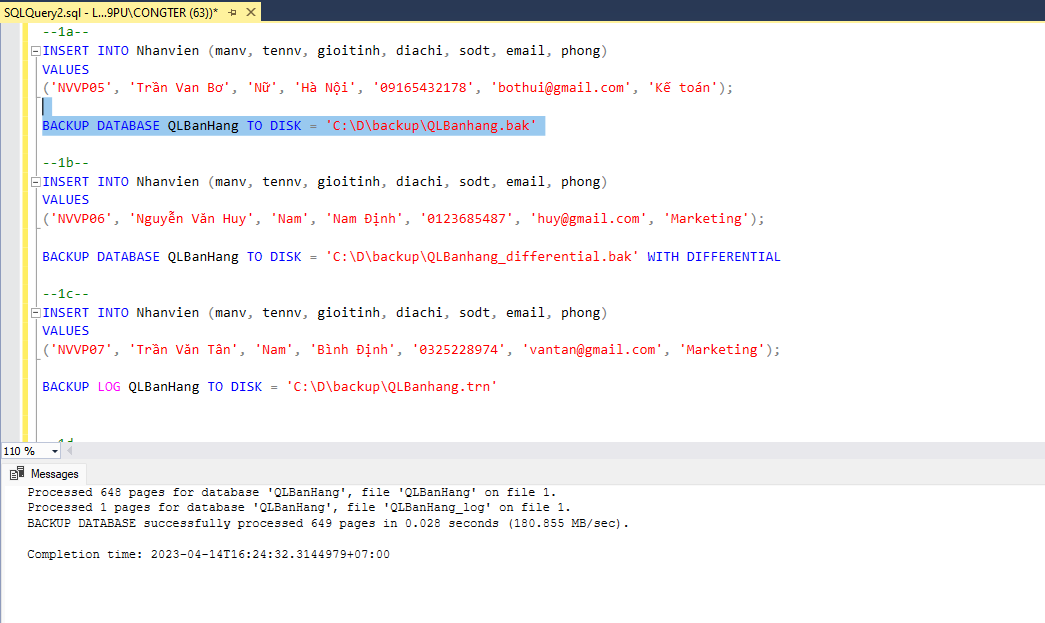 SQLQuery2.sql - L...9PU\CONGTER (63))*
--1a--
INSERT INTO Nhanvien (manv, tennv, gioitinh, diachi, sodt, email, phong)
VALUES
('NVVP05', 'Trần Van Bơ', 'Nữ', 'Hà Nội', '09165432178', 'bothui@gmail.com', 'Kế toán');
BACKUP DATABASE QLBanHang TO DISK = 'C:\D\backup\QLBanhang.bak'
--1b--
INSERT INTO Nhanvien (manv, tennv, gioitinh, diachi, sodt, email, phong)
VALUES
('NVVP06', 'Nguyễn Văn Huy', 'Nam', 'Nam Định', '0123685487', 'huy@gmail.com', 'Marketing');
BACKUP DATABASE QLBanHang TO DISK = 'C:\D\backup\QLBanhang_differential.bak' WITH DIFFERENTIAL
--1c--
INSERT INTO Nhanvien (manv, tennv, gioitinh, diachi, sodt, email, phong)
VALUES
('NVVP07', 'Trần Văn Tân', 'Nam', 'Bình Định', '0325228974', 'vantan@gmail.com', 'Marketing');
BACKUP LOG QLBanHang TO DISK = 'C:\D\backup\QLBanhang.trn'
110 %
Messages
Processed 648 pages for database 'QLBanHang', file 'QLBanHang' on file 1.
Processed 1 pages for database 'QLBanHang', file 'QLBanHang_log' on file 1.
BACKUP DATABASE successfully processed 649 pages in 0.028 seconds (180.855 MB/sec).
Completion time: 2023-04-14T16:24:32.3144979+07:00